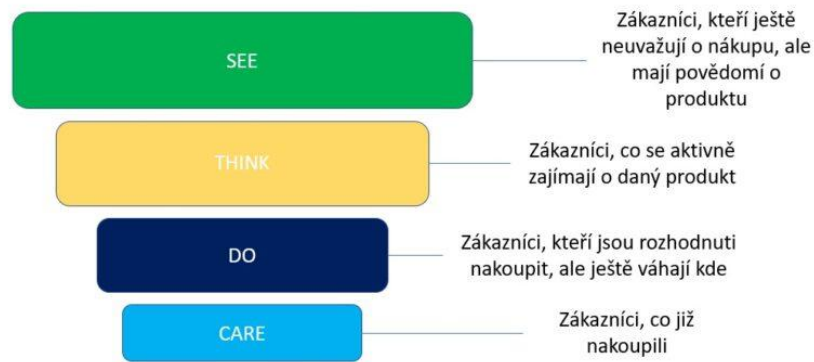 SEE
Zákazníci, kteří ještě
neuvažují o nákupu, ale
mají povědomí o
produktu
THINK
Zákazníci, co se aktivně
zajímají o daný produkt
DO
Zákazníci, kteří jsou rozhodnuti
nakoupit, ale ještě váhají kde
CARE
Zákazníci, co již
nakoupili